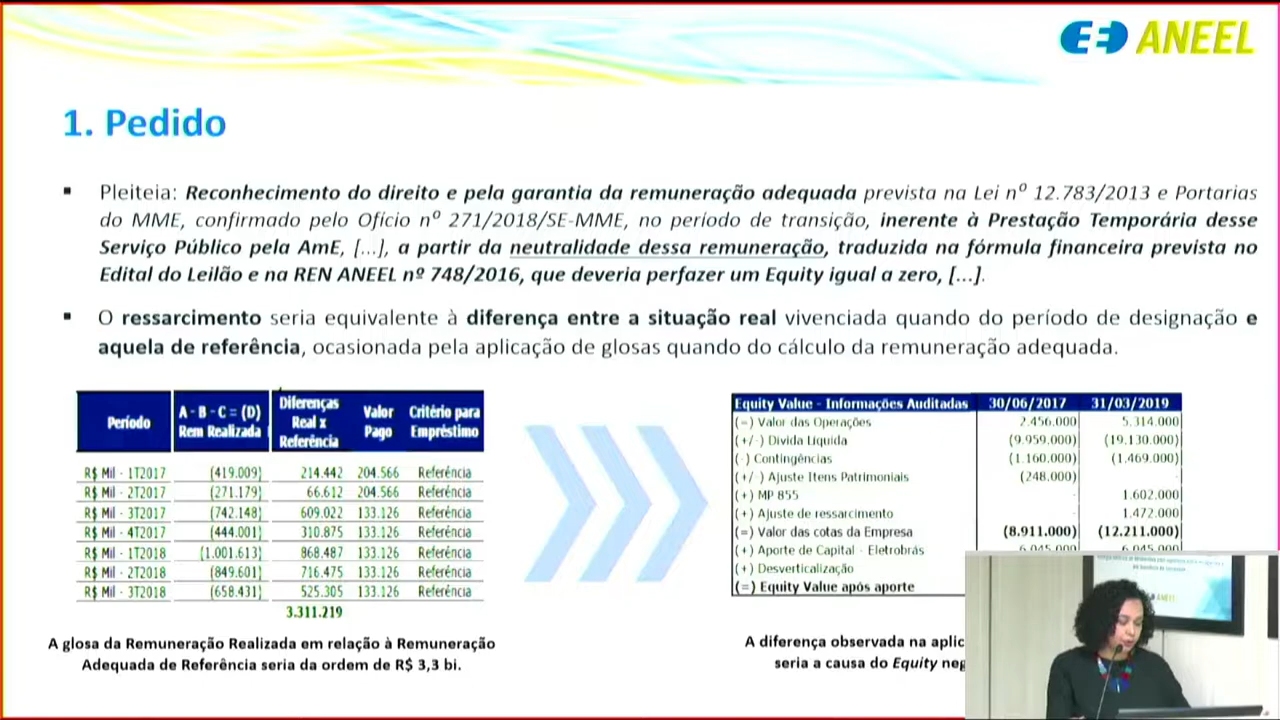 ANEEL
1. Pedido
▪ Pleiteia: Reconhecimento do direito e pela garantia da remuneração adequada prevista na Lei nº 12.783/2013 e Portarias
do MME, confirmado pelo Ofício nº 271/2018/SE-MME, no período de transição, inerente à Prestação Temporária desse
Serviço Público pela AmE, [...], a partir da neutralidade dessa remuneração, traduzida na fórmula financeira prevista no
Edital do Leilão e na REN ANEEL nº 748/2016, que deveria perfazer um Equity igual a zero, [...].
▪ O ressarcimento seria equivalente à diferença entre a situação real vivenciada quando do período de designação e
aquela de referência, ocasionada pela aplicação de glosas quando do cálculo da remuneração adequada.
Período A - B - C = (D) Rem Realizada Diferenças Real x Referência Valor Pago Critério para Empréstimo
R$ Mil - 1T2017 (419.009) 214.442 204.566 Referência
R$ Mil - 2T2017 (271.179) 66.612 204.566 Referência
R$ Mil - 3T2017 (742.148) 609.022 133.126 Referência
R$ Mil - 4T2017 (444.001) 310.875 133.126 Referência
R$ Mil - 1T2018 (1.001.613) 868.487 133.126 Referência
R$ Mil - 2T2018 (849.601) 716.475 133.126 Referência
R$ Mil - 3T2018 (658.431) 525.305 133.126 Referência
3.311.219
A glosa da Remuneração Realizada em relação à Remuneração
Adequada de Referência seria da ordem de R$ 3,3 bi.
Equity Value - Informações Auditadas 30/06/2017 31/03/2019
(=) Valor das Operações 2.456.000 5.314.000
(+/-) Divida Liquida (9.959.000) (19.130.000)
(-) Contingências (1.160.000) (1.469.000)
(+/-) Ajuste Itens Patrimoniais (248.000)
(+) MP 855 - 1.602.000
(+) Ajuste de ressarcimento - 1.472.000
(=) Valor das cotas da Empresa (8.911.000) (12.211.000)
(+) Aporte de Capital - Eletrobrás 6.045.000 6.045.000
(+) Desverticalização
(=) Equity Value após aporte
A diferença observada na aplic
seria a causa do Equity neg
ANEEL